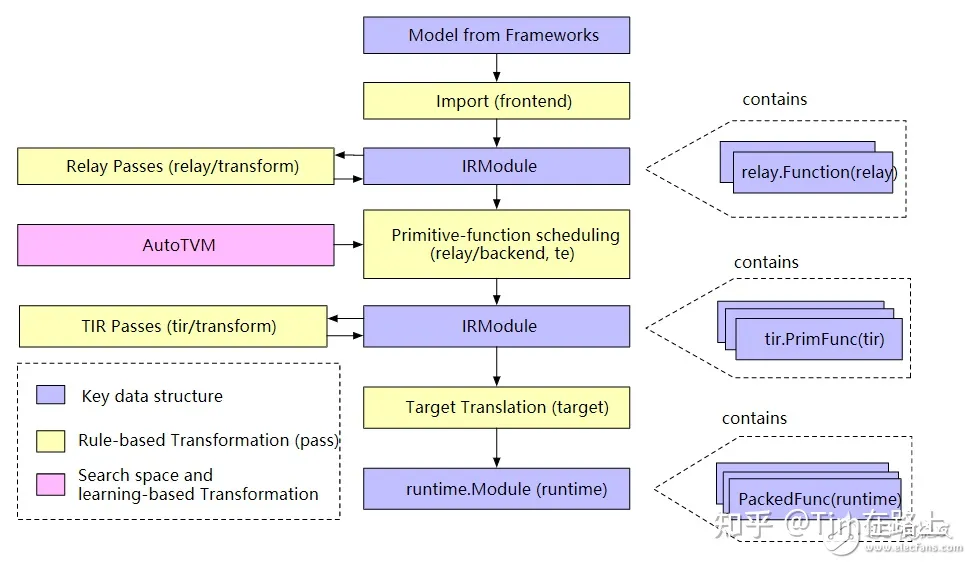 Model from Frameworks
Import (frontend)
contains
Relay Passes (relay/transform)
IRModule
relay.Function(relay)
AutoTVM
Primitive-function scheduling
(relay/backend, te)
contains
TIR Passes (tir/transform)
IRModule
tir.PrimFunc(tir)
Key data structure
Rule-based Transformation (pass)
Search space and
learning-based Transformation
Target Translation (target)
contains
runtime.Module (runtime)
PackedFunc(runtime)
知乎 @Tim在路上
www.elecfans.com